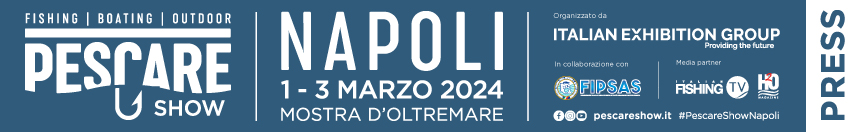 FISHING | BOATING | OUTDOOR
PESCARE
SHOW
NAPOLI
1 - 3 MARZO 2024
MOSTRA D'OLTREMARE
Organizzato da
ITALIAN EXHIBITION GROUP
Providing the future
In collaborazione con
FIPSAS
Media partner
ITALIAN
FISHING TV
H2O
MAGAZINE
pescareshow.it #PescareShowNapoli
PRESS